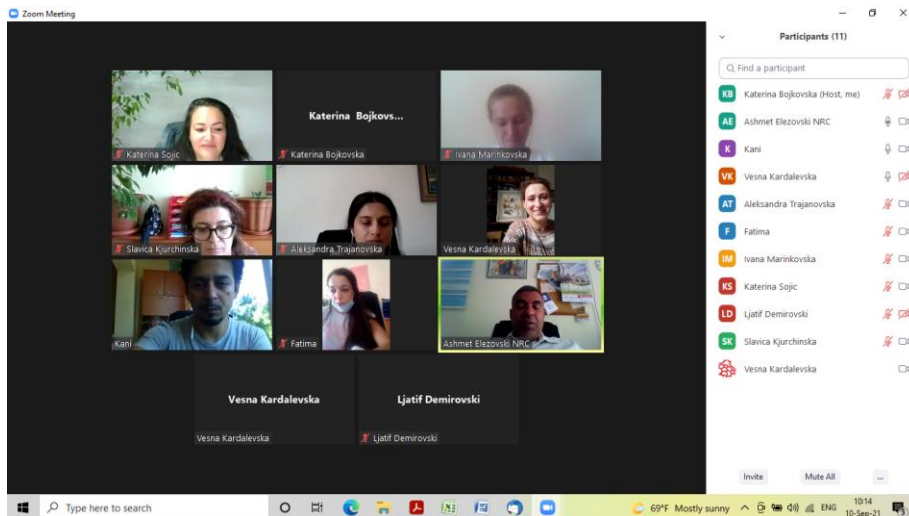 Zoom Meeting
Participants (11)
Find a participant
KB Katerina Bojkovska (Host, me)
AE Ashmet Elezovski NRC
K Kani
VK Vesna Kardalevska
AT Aleksandra Trajanovska
F Fatima
IM Ivana Marinkovska
KS Katerina Sojic
LD Ljatif Demirovski
SK Slavica Kjurchinska
Vesna Kardalevska
Invite Mute All ...
Katerina Bojkovs...
Katerina Sojic
Katerina Bojkovska
Ivana Marinkovska
Slavica Kjurchinska
Aleksandra Trajanovska
Vesna Kardalevska
Kani
Fatima
Ashmet Elezovski NRC
Vesna Kardalevska
Ljatif Demirovski
Vesna Kardalevska
Ljatif Demirovski
Type here to search
69°F Mostly sunny
ENG
10:14
10-Sep-21